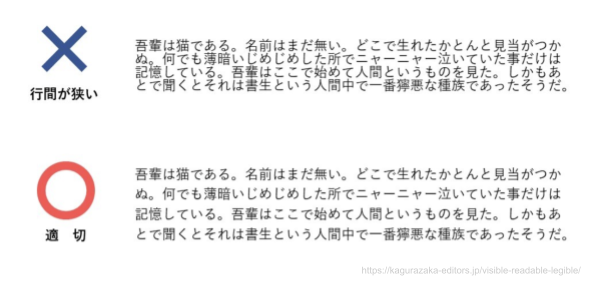 吾輩は猫である。名前はまだ無い。どこで生れたかとんと見当がつか
ぬ。何でも薄暗いじめじめした所でニャーニャー泣いていた事だけは
記憶している。吾輩はここで始めて人間というものを見た。しかもあ
とで聞くとそれは書生という人間中で一番獰悪な種族であったそうだ。
行間が狭い
吾輩は猫である。名前はまだ無い。どこで生れたかとんと見当がつか
ぬ。何でも薄暗いじめじめした所でニャーニャー泣いていた事だけは
記憶している。吾輩はここで始めて人間というものを見た。しかもあ
とで聞くとそれは書生という人間中で一番獰悪な種族であったそうだ。
適　切
https://kagurazaka-editors.jp/visible-readable-legible/